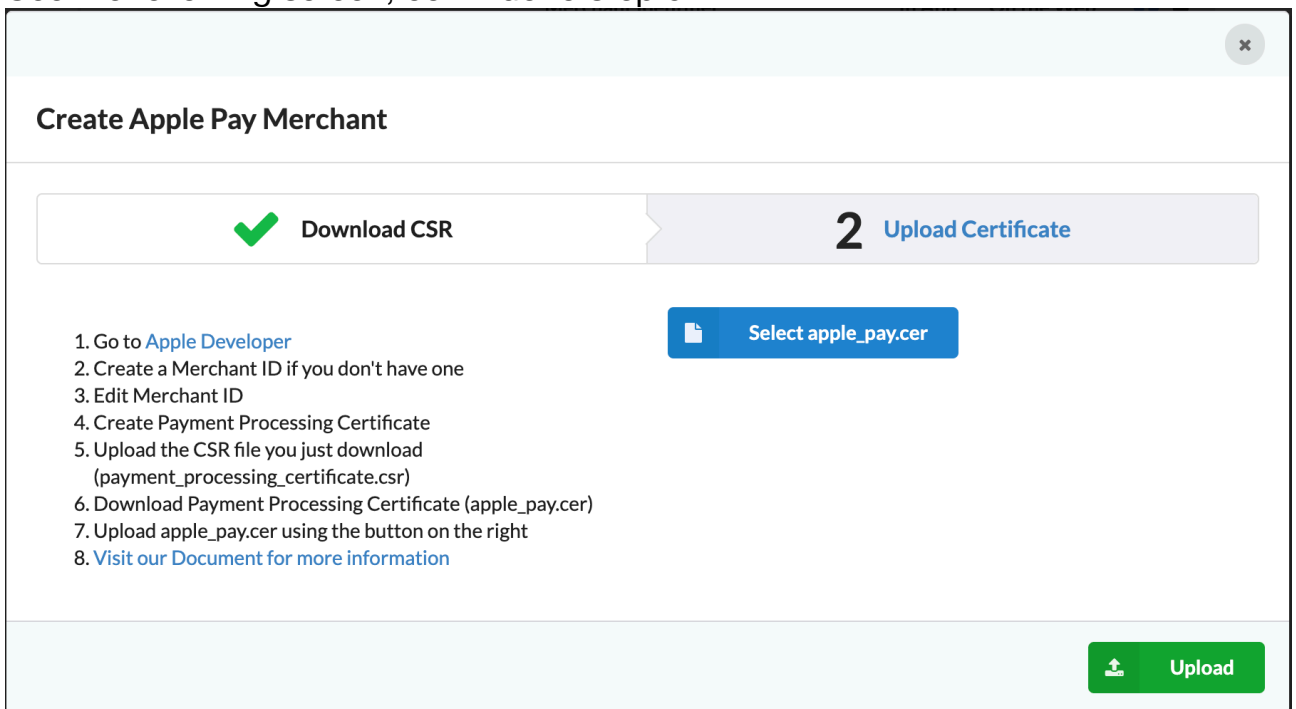 Create Apple Pay Merchant
Download CSR
2 Upload Certificate
1. Go to Apple Developer
2. Create a Merchant ID if you don't have one
3. Edit Merchant ID
4. Create Payment Processing Certificate
5. Upload the CSR file you just download
(payment_processing_certificate.csr)
6. Download Payment Processing Certificate (apple_pay.cer)
7. Upload apple_pay.cer using the button on the right
8. Visit our Document for more information
Select apple_pay.cer
Upload